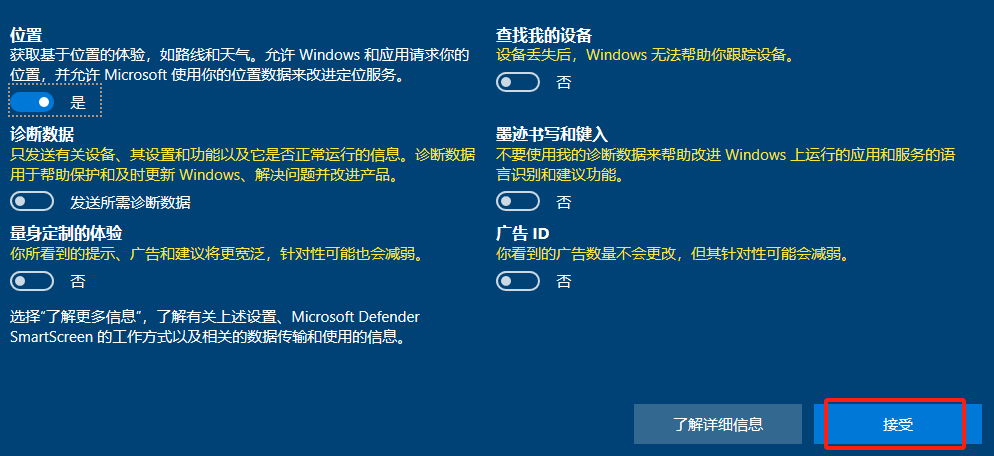 位置
获取基于位置的体验，如路线和天气。允许 Windows 和应用请求你的
位置，并允许 Microsoft 使用你的位置数据来改进定位服务。
是
查找我的设备
设备丢失后，Windows 无法帮助你跟踪设备。
否
诊断数据
只发送有关设备、其设置和功能以及它是否正常运行的信息。诊断数据
用于帮助保护和及时更新 Windows、解决问题并改进产品。
发送所需诊断数据
墨迹书写和键入
不要使用我的诊断数据来帮助改进 Windows 上运行的应用和服务的语
言识别和建议功能。
否
量身定制的体验
你所看到的提示、广告和建议将更宽泛，针对性可能也会减弱。
否
广告 ID
你看到的广告数量不会更改，但其针对性可能会减弱。
否
选择“了解更多信息”，了解有关上述设置、Microsoft Defender
SmartScreen 的工作方式以及相关的数据传输和使用的信息。
了解详细信息
接受